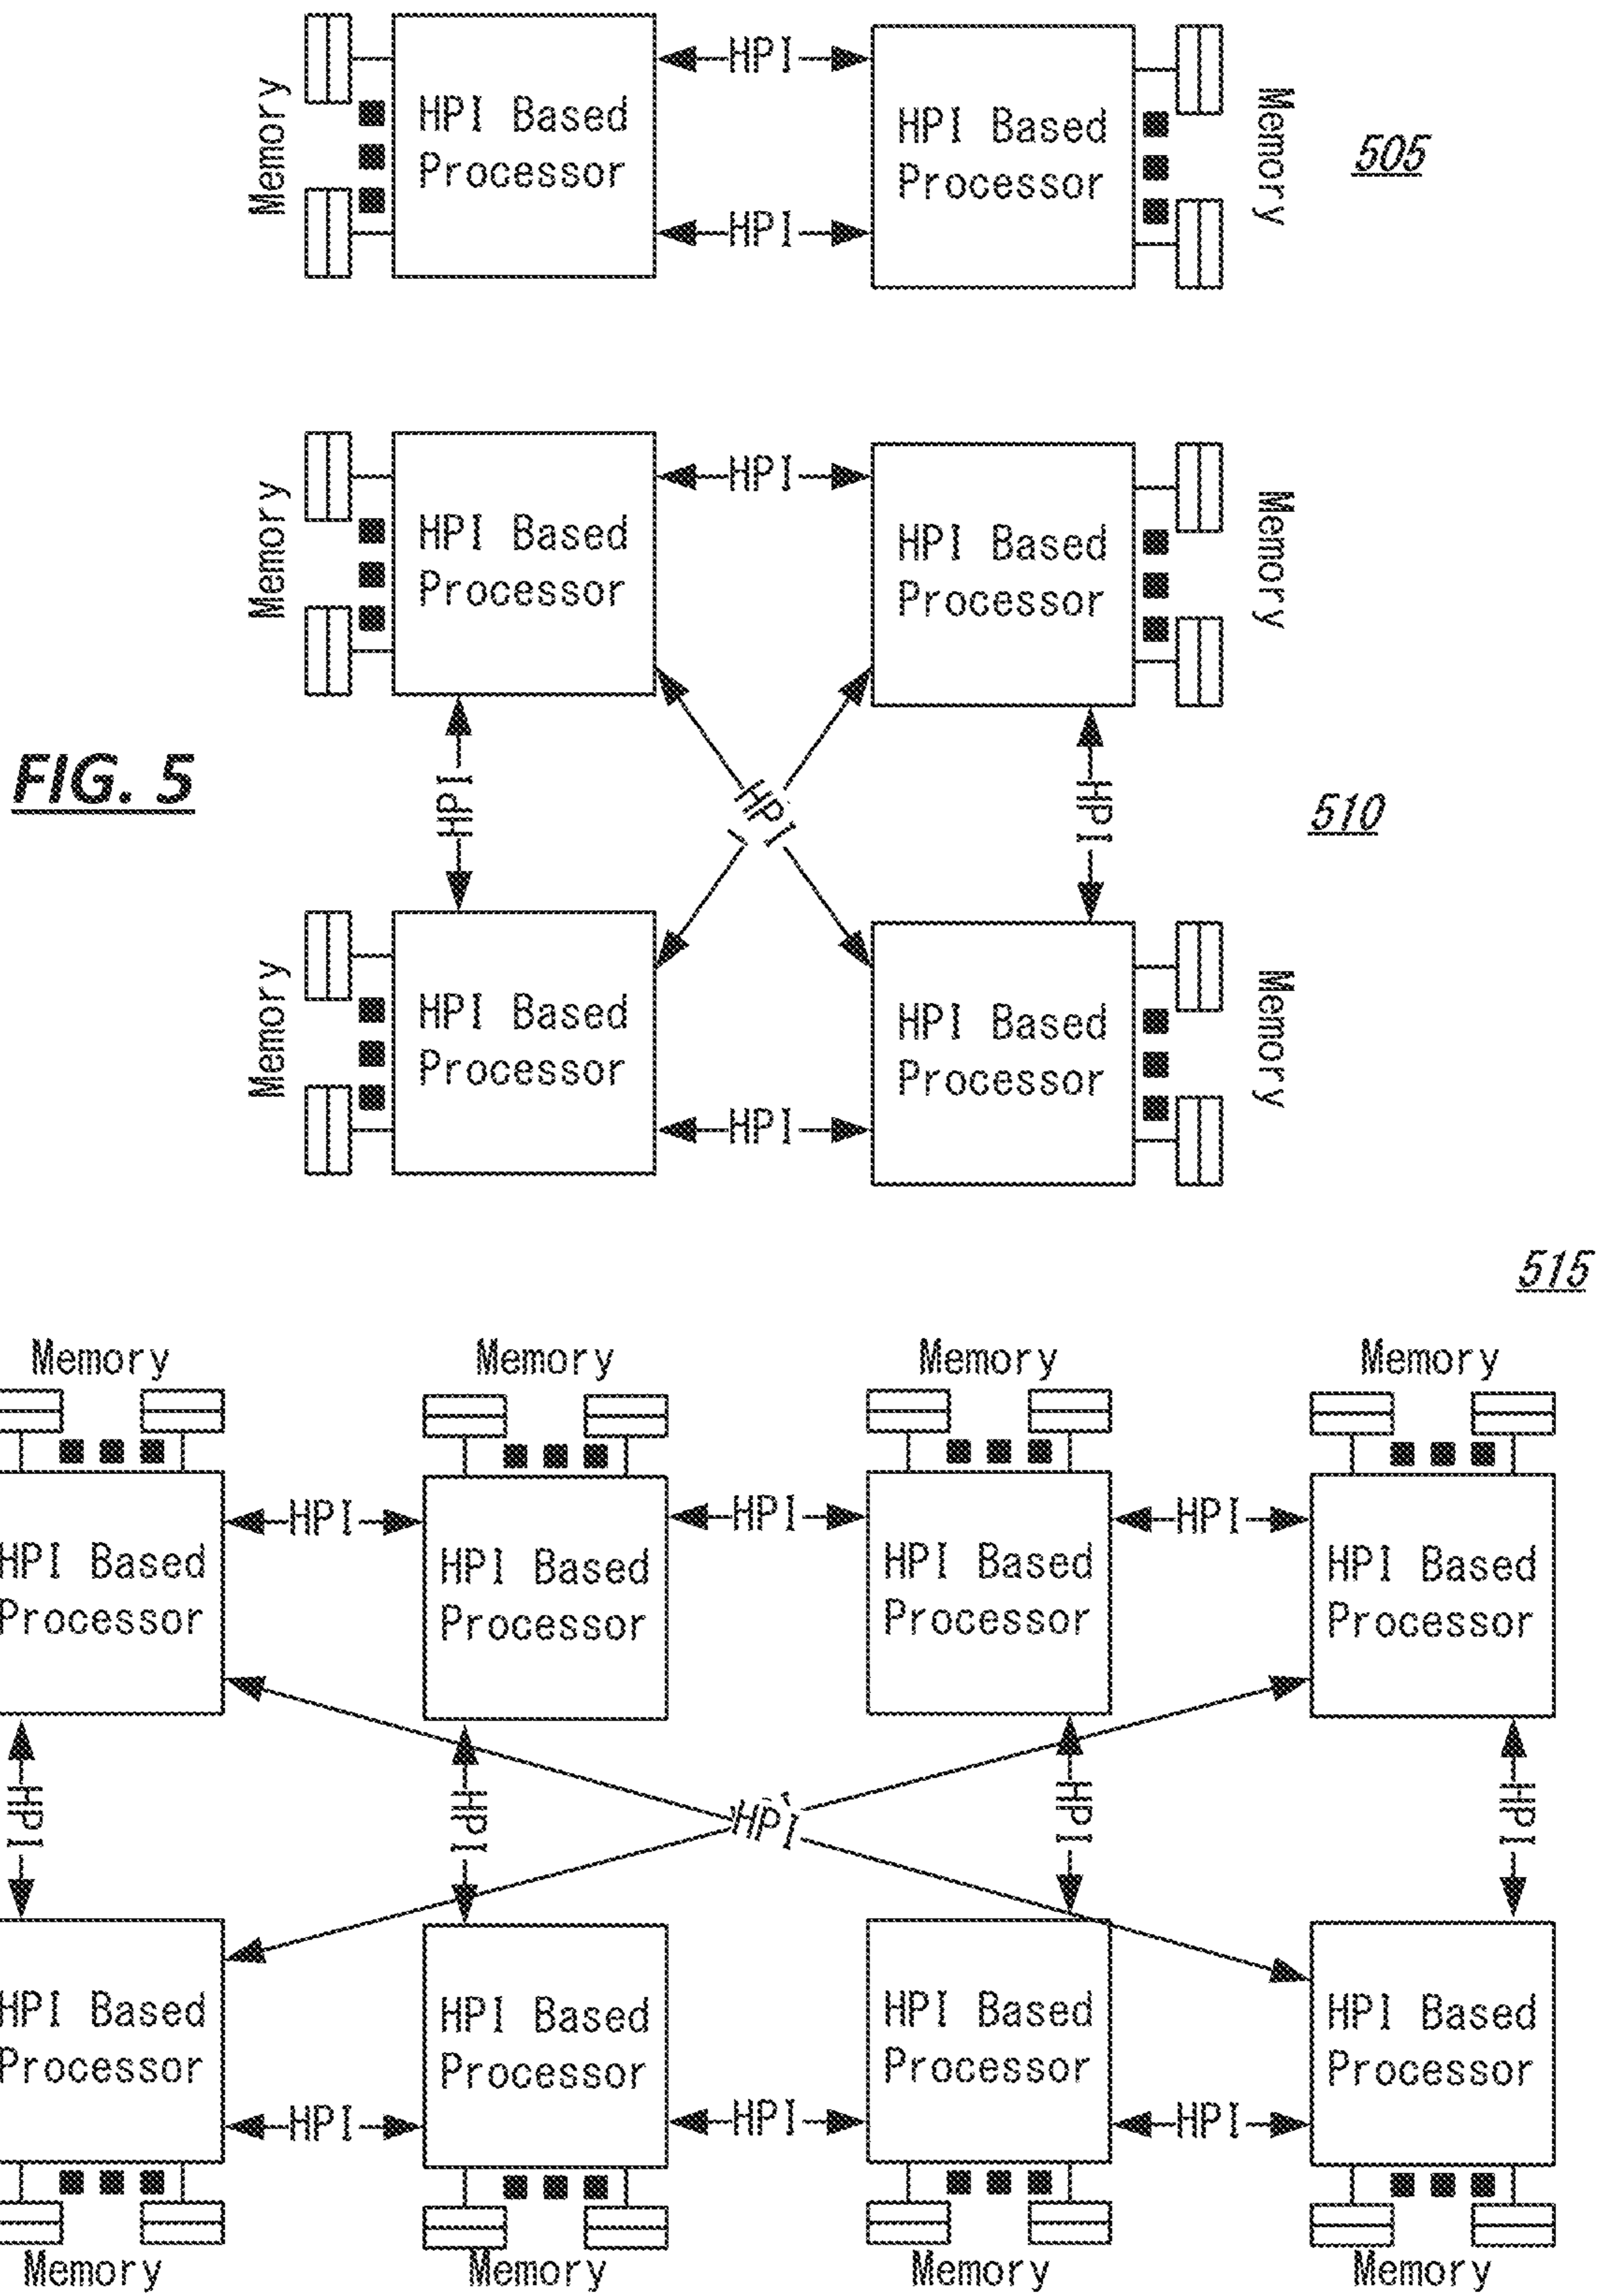 HPI
Memory
HPI Based
Processor
HPI Based
Processor
Memory
505
HPI
HPI
Memory
HPI Based
Processor
HPI Based
Processor
Memory
FIG. 5
HPI
HPI
HPI
510
Memory
HPI Based
Processor
HPI Based
Processor
Memory
HPI
515
Memory
Memory
Memory
Memory
HPI
HPI
HPI
HPI Based
Processor
HPI Based
Processor
HPI Based
Processor
HPI Based
Processor
HPI
HPI
HPI
HPI
HPI
HPI Based
Processor
HPI Based
Processor
HPI Based
Processor
HPI Based
Processor
HPI
HPI
HPI
Memory
Memory
Memory
Memory